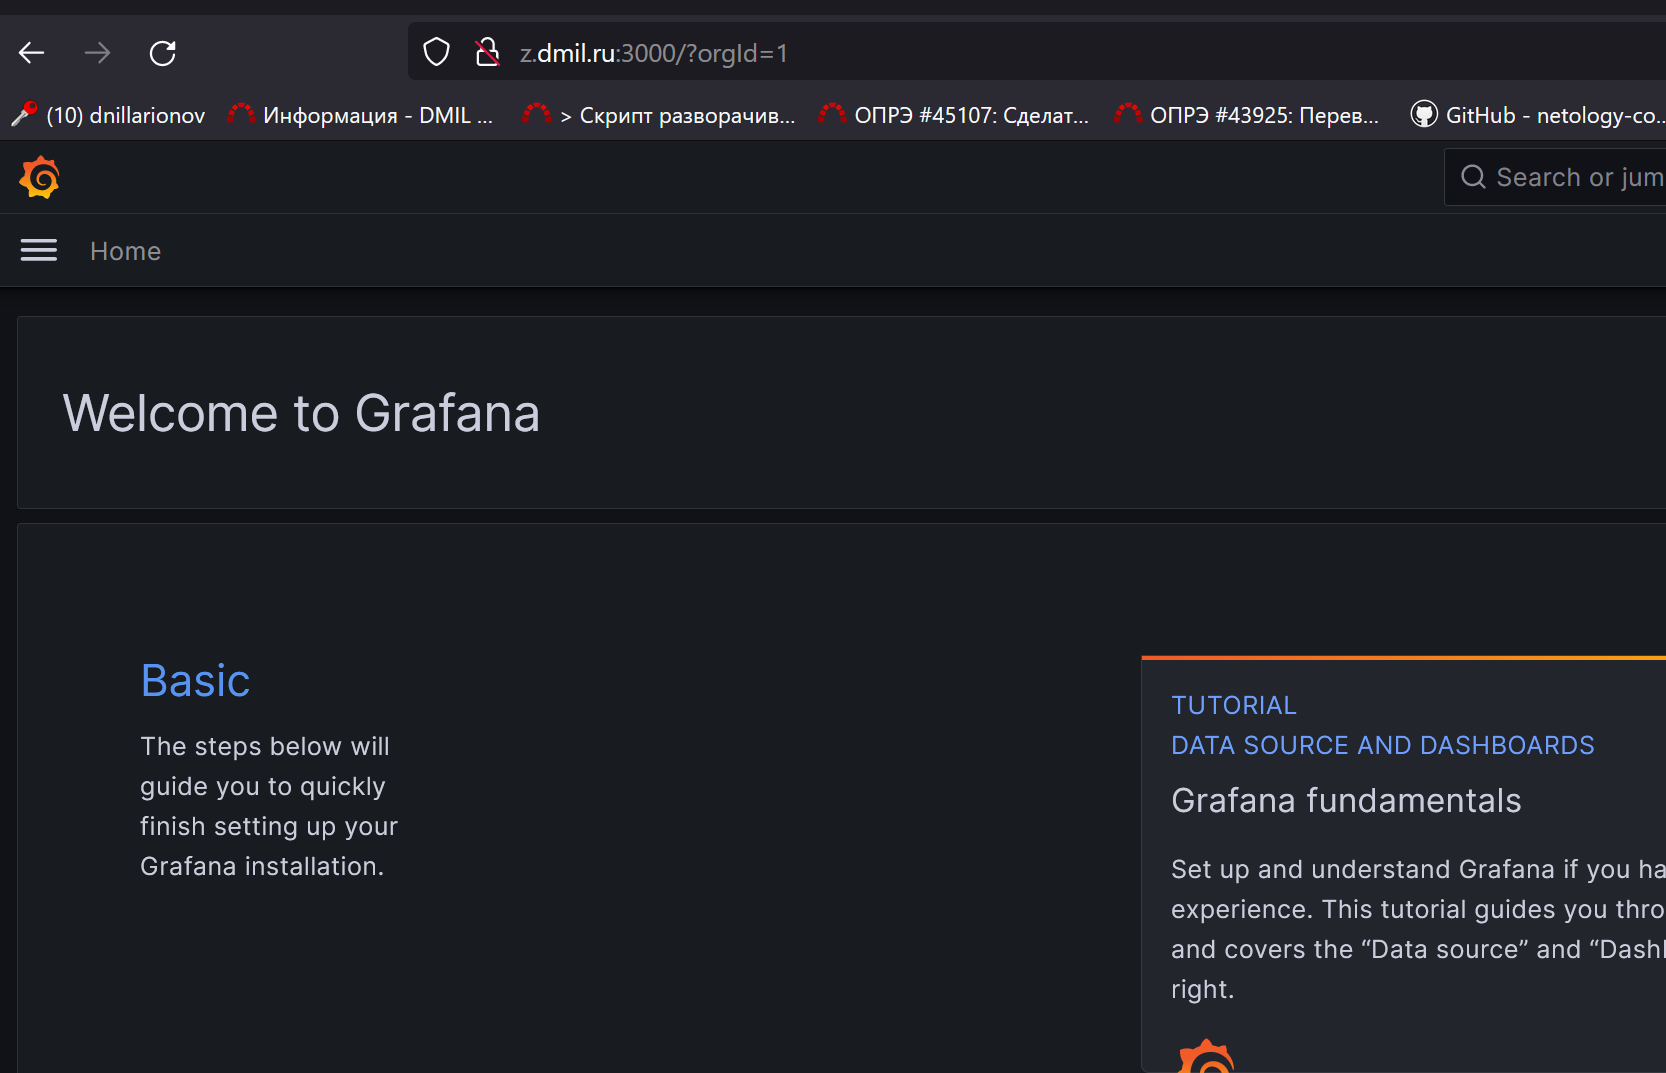 z.dmil.ru:3000/?orgId=1
(10) dnillarionov
Информация - DMIL ...
> Скрипт разворачив...
ОПРЭ #45107: Сделат...
ОПРЭ #43925: Перев...
GitHub - netology-co...
Search or jum
Home
Welcome to Grafana
Basic
The steps below will
guide you to quickly
finish setting up your
Grafana installation.
TUTORIAL
DATA SOURCE AND DASHBOARDS
Grafana fundamentals
Set up and understand Grafana if you ha
experience. This tutorial guides you thro
and covers the “Data source” and “Dash
right.